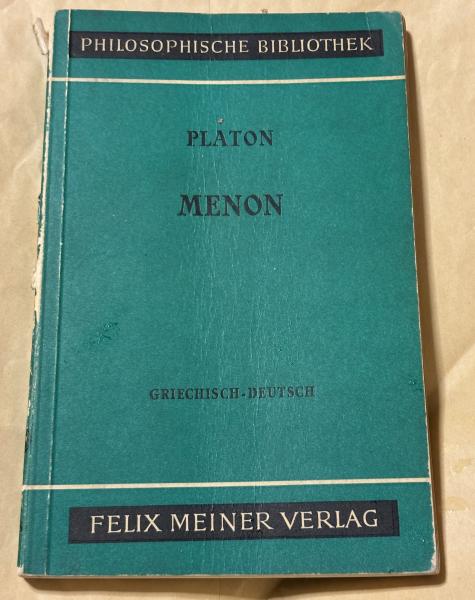 PHILOSOPHISCHE BIBLIOTHEK
PLATON
MENON
GRIECHISCH-DEUTSCH
FELIX MEINER VERLAG